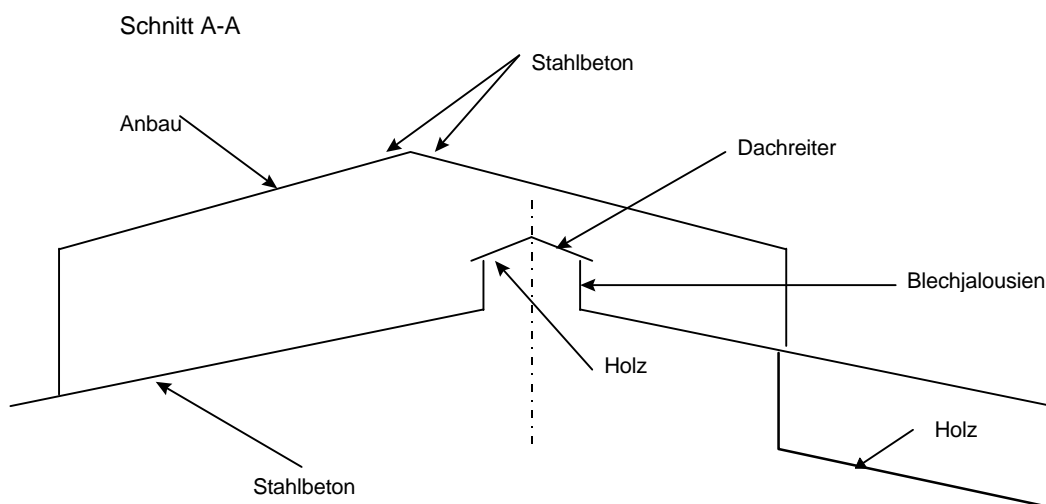 Schnitt A-A
Stahlbeton
Anbau
Dachreiter
Blechjalousien
Holz
Holz
Stahlbeton